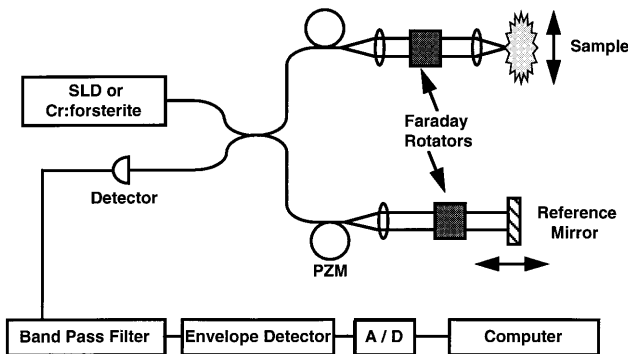 SLD or
Cr:forsterite
Sample
Faraday
Rotators
Detector
Reference
Mirror
PZM
Band Pass Filter
Envelope Detector
A / D
Computer